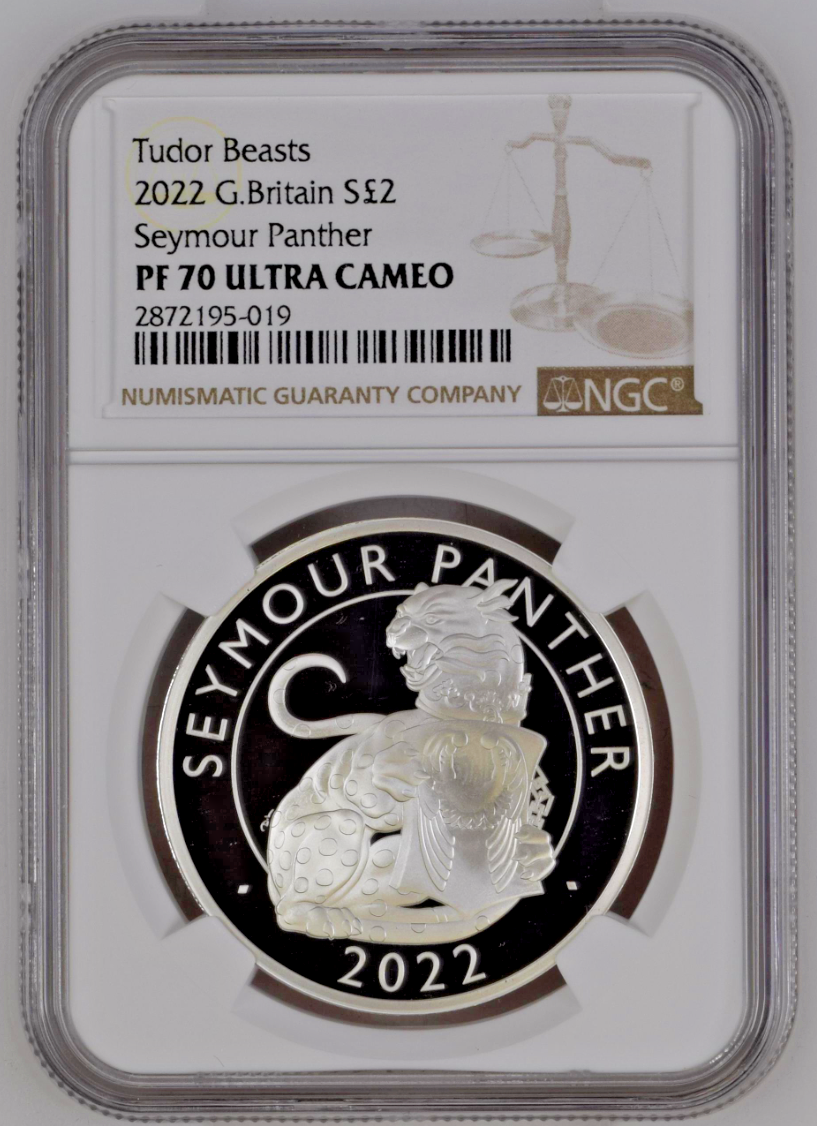 Tudor Beasts
2022 G.Britain S£2
Seymour Panther
PF 70 ULTRA CAMEO
2872195-019
NUMISMATIC GUARANTY COMPANY
NGC®
SEYMOUR PANTHER
2022